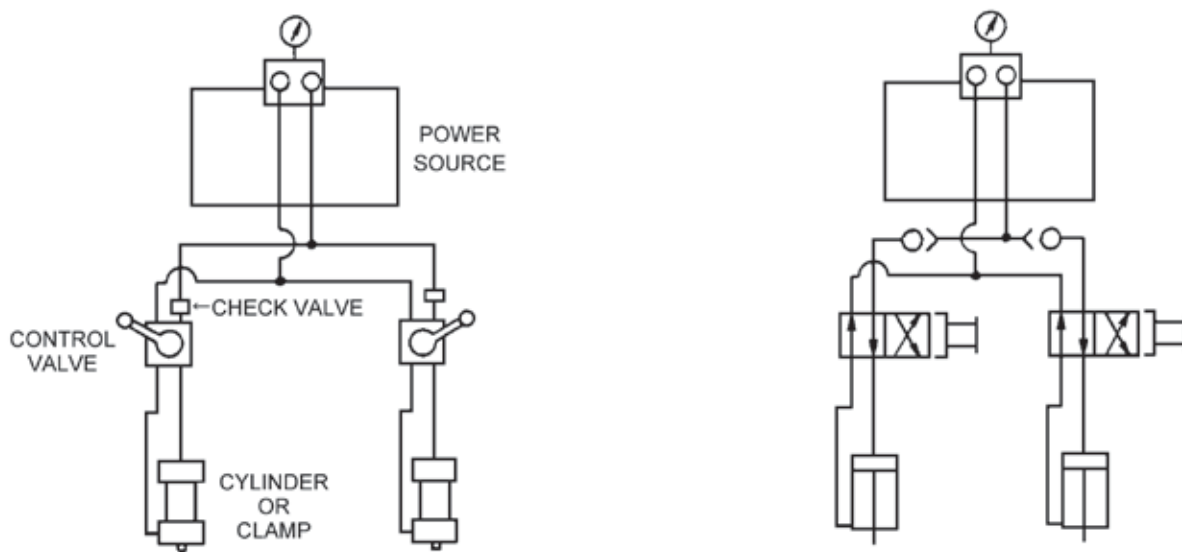 POWER
SOURCE
←CHECK VALVE
CONTROL
VALVE
CYLINDER
OR
CLAMP